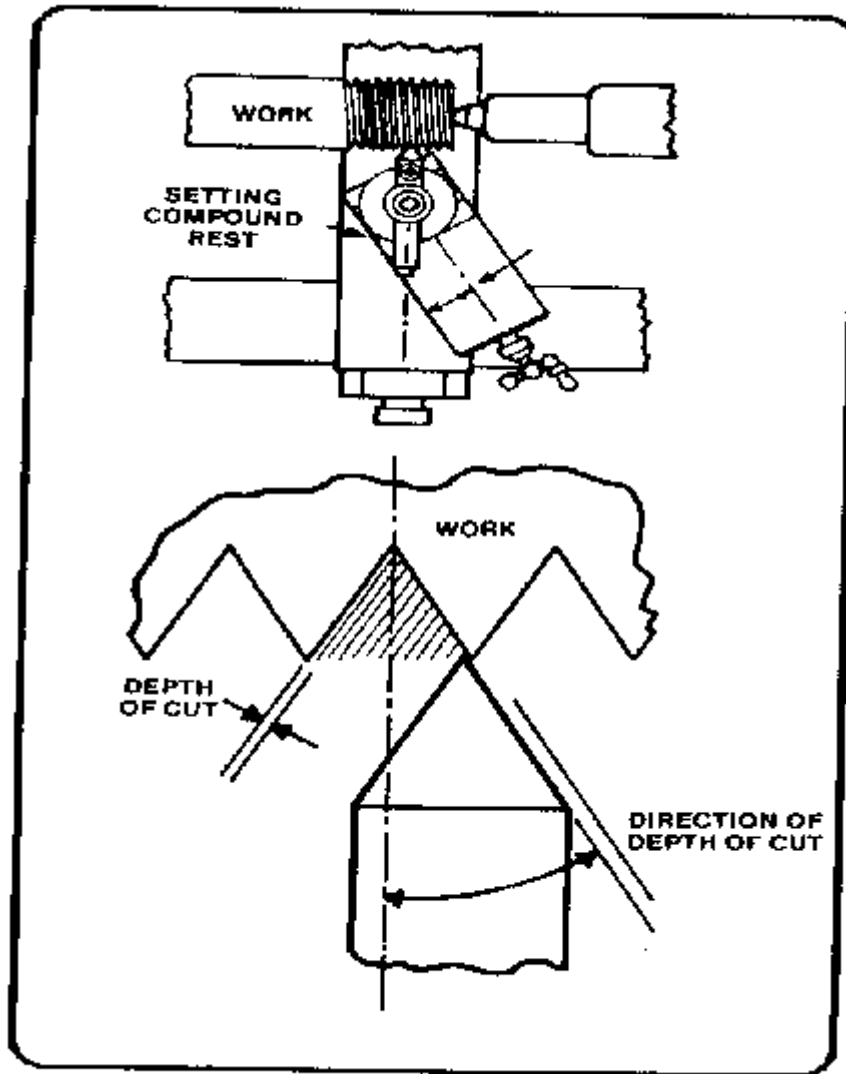 WORK
SETTING
COMPOUND
REST
WORK
DEPTH
OF CUT
DIRECTION OF
DEPTH OF CUT